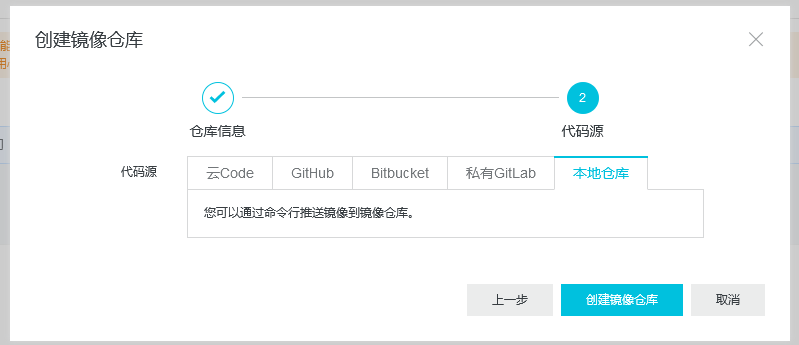 创建镜像仓库
能
用
2
仓库信息
代码源
代码源
云Code
GitHub
Bitbucket
私有GitLab
本地仓库
您可以通过命令行推送镜像到镜像仓库。
上一步
创建镜像仓库
取消